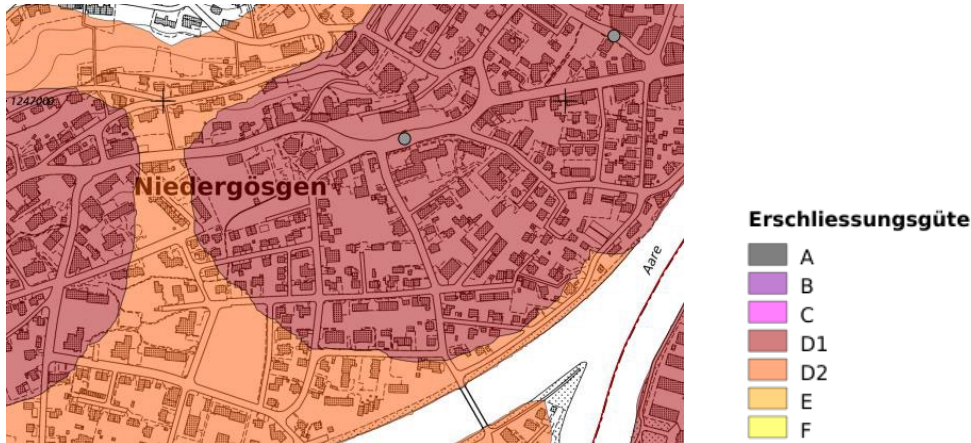 1247000
Niedergösgen
Aare
Erschliessungsgüte
A
B
C
D1
D2
E
F